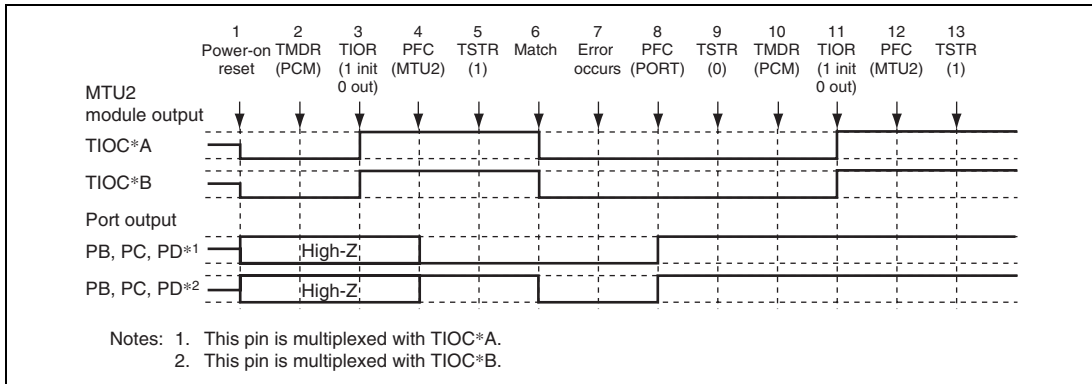 1 2 3 4 5 6 7 8 9 10 11 12 13
Power-on TMDR TIOR PFC TSTR Match Error PFC TSTR TMDR TIOR PFC TSTR
reset (PCM) (1 init (MTU2) (1) occurs (PORT) (0) (PCM) (1 init (MTU2) (1)
0 out) 0 out)
MTU2
module output
TIOC*A
TIOC*B
Port output
PB, PC, PD*1 High-Z
PB, PC, PD*2 High-Z
Notes: 1. This pin is multiplexed with TIOC*A.
2. This pin is multiplexed with TIOC*B.